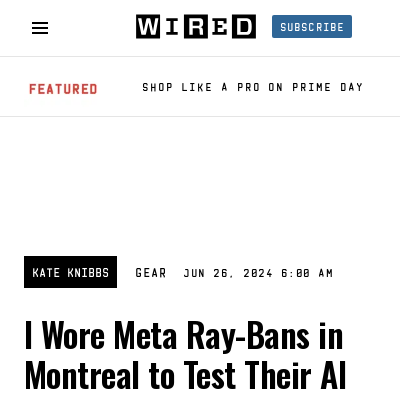 WIRED
SUBSCRIBE
FEATURED
SHOP LIKE A PRO ON PRIME DAY
KATE KNIBBS
GEAR
JUN 26, 2024 6:00 AM
I Wore Meta Ray-Bans in
Montreal to Test Their AI